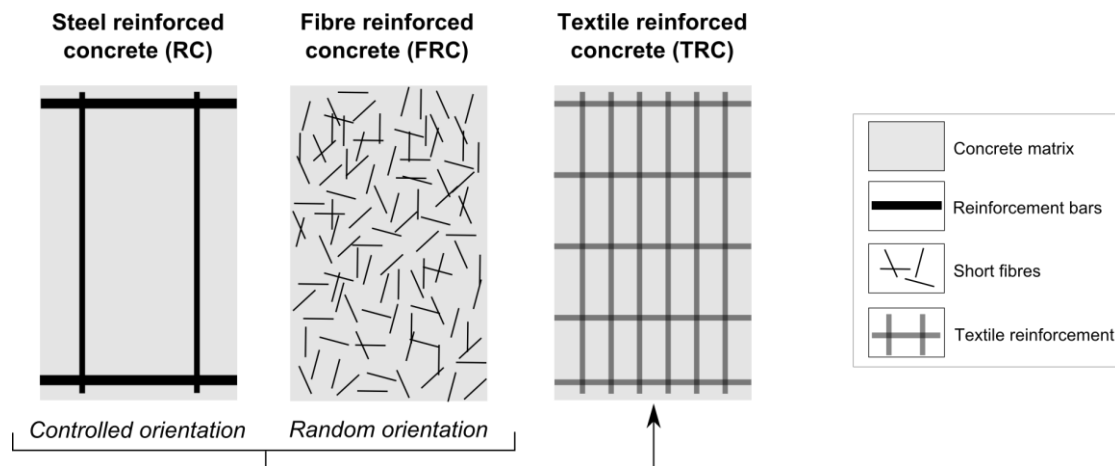 Steel reinforced
concrete (RC)
Fibre reinforced
concrete (FRC)
Textile reinforced
concrete (TRC)
Concrete matrix
Reinforcement bars
Short fibres
Textile reinforcement
Controlled orientation
Random orientation